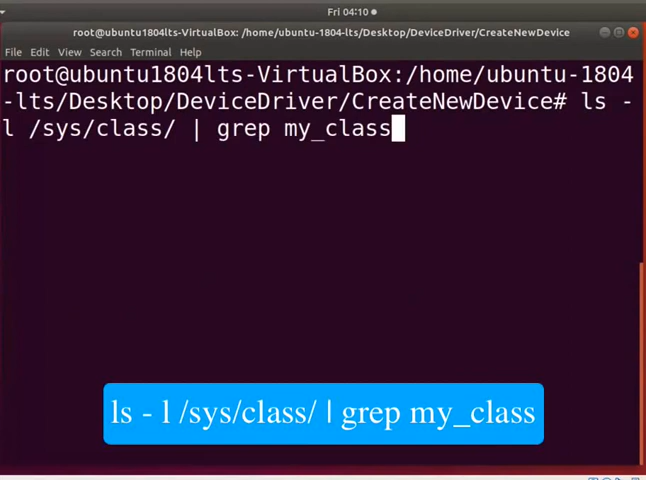 Fri 04:10
root@ubuntu1804lts-VirtualBox: /home/ubuntu-1804-lts/Desktop/DeviceDriver/CreateNewDevice
File Edit View Search Terminal Help
root@ubuntu1804lts-VirtualBox:/home/ubuntu-1804
-lts/Desktop/DeviceDriver/CreateNewDevice# ls -
l /sys/class/ | grep my_class
ls - l /sys/class/ | grep my_class